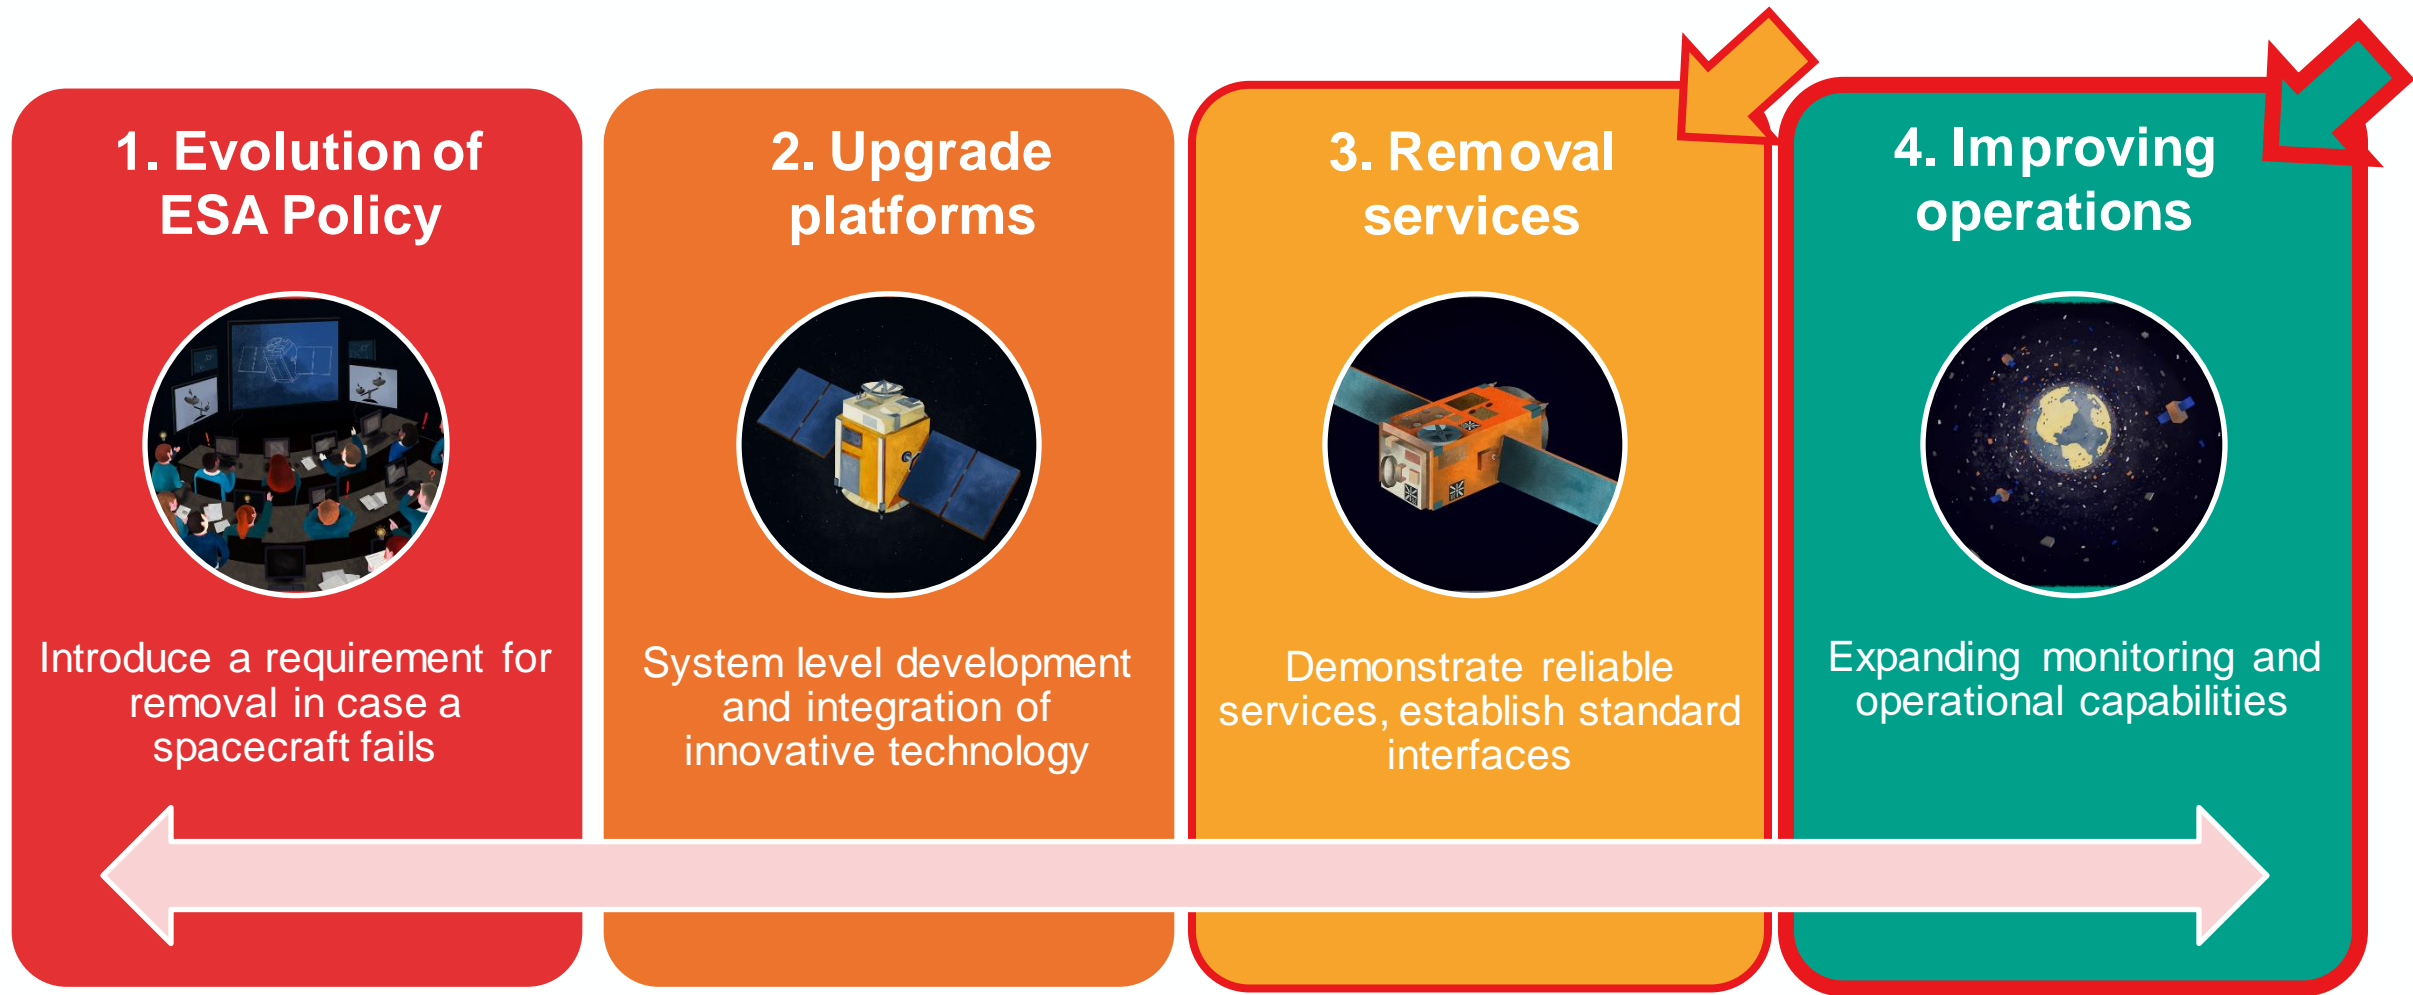 1. Evolution of
ESA Policy
Introduce a requirement for
removal in case a
spacecraft fails
2. Upgrade
platforms
System level development
and integration of
innovative technology
3. Removal
services
Demonstrate reliable
services, establish standard
interfaces
4. Improving
operations
Expanding monitoring and
operational capabilities